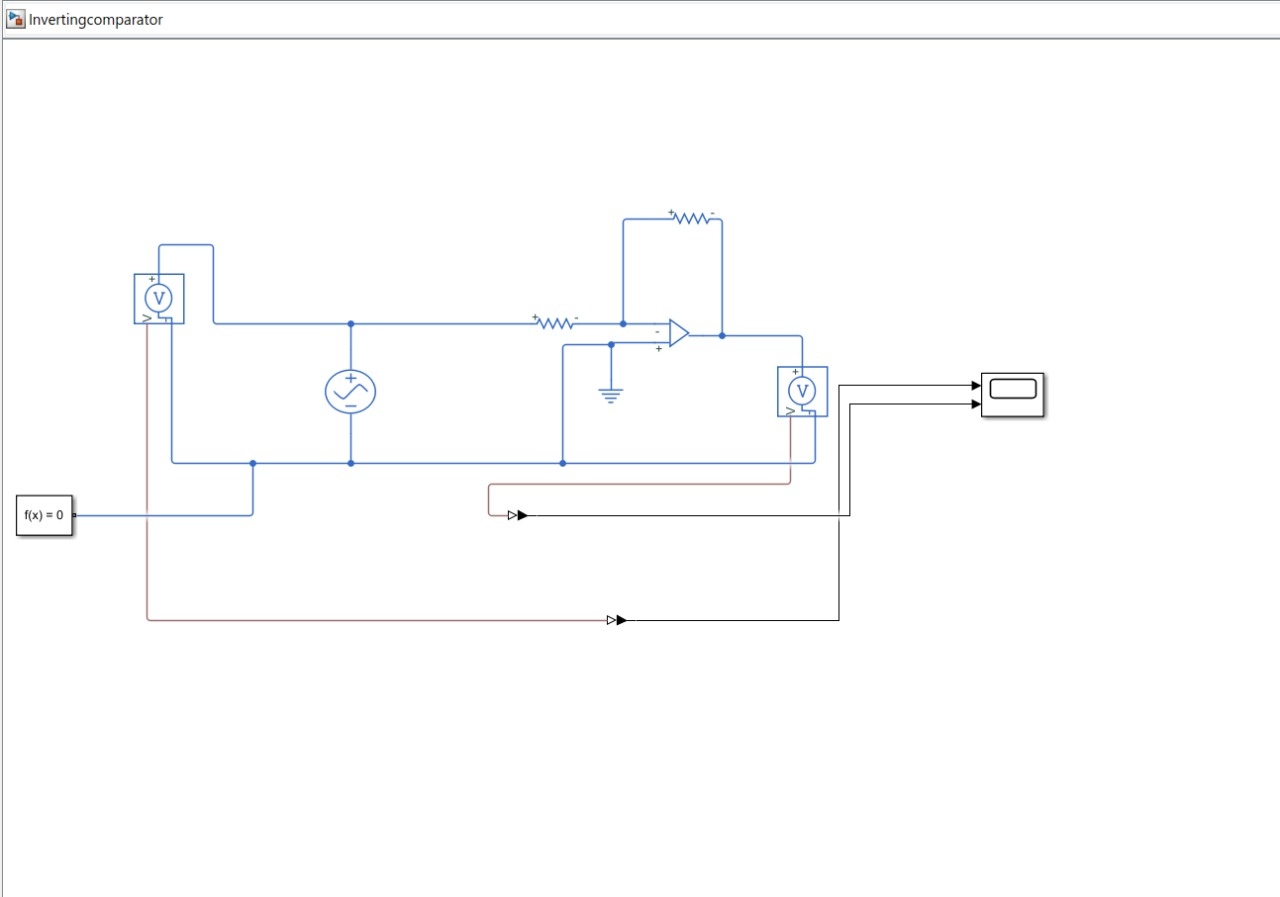 Invertingcomparator
+ -
+
V
+ -
+
-
+
+
V
f(x) = 0